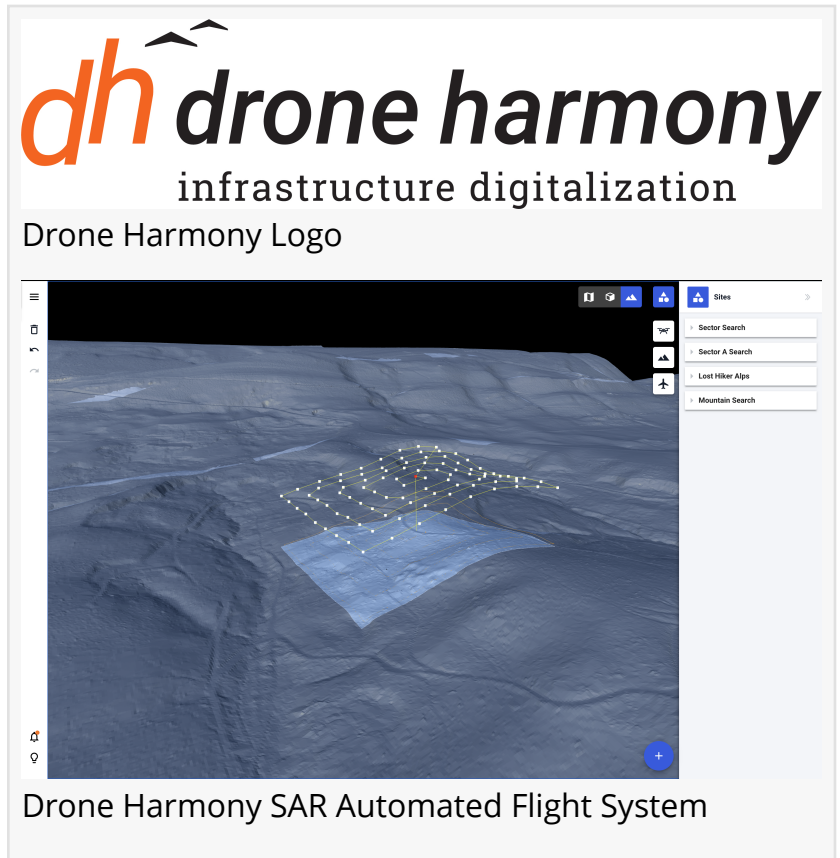 dh drone harmony
infrastructure digitalization
Drone Harmony Logo
Sites
Sector Search
Sector A Search
Lost Hiker Alps
Mountain Search
Drone Harmony SAR Automated Flight System